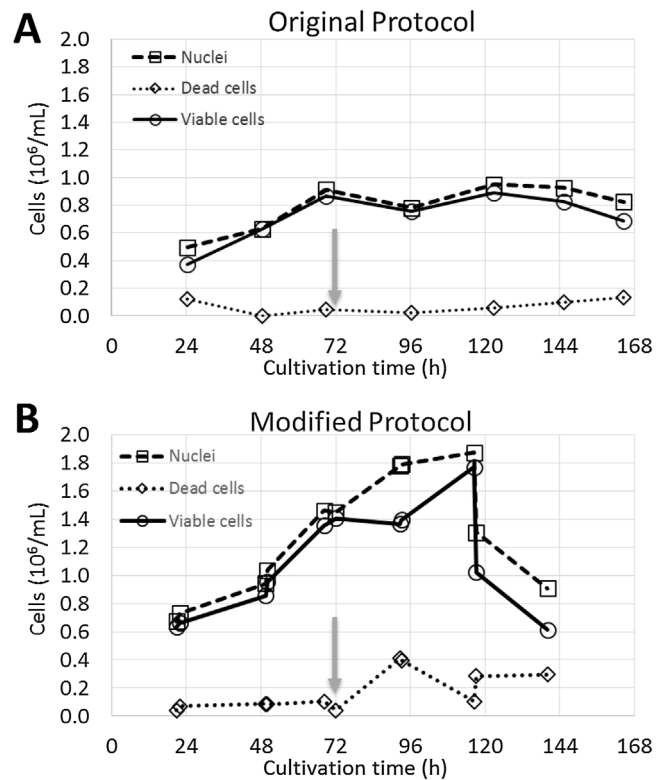 A
Original Protocol
2.0
1.8
1.6
1.4
1.2
1.0
0.8
0.6
0.4
0.2
0.0
Cells (10⁶/mL)
Nuclei
Dead cells
Viable cells
0 24 48 72 96 120 144 168
Cultivation time (h)
B
Modified Protocol
2.0
1.8
1.6
1.4
1.2
1.0
0.8
0.6
0.4
0.2
0.0
Cells (10⁶/mL)
Nuclei
Dead cells
Viable cells
0 24 48 72 96 120 144 168
Cultivation time (h)